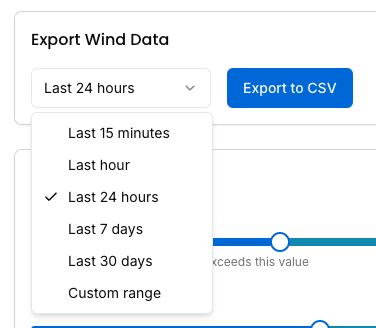 Export Wind Data
Last 24 hours
Export to CSV
Last 15 minutes
Last hour
Last 24 hours
Last 7 days
Last 30 days
Custom range
xceeds this value